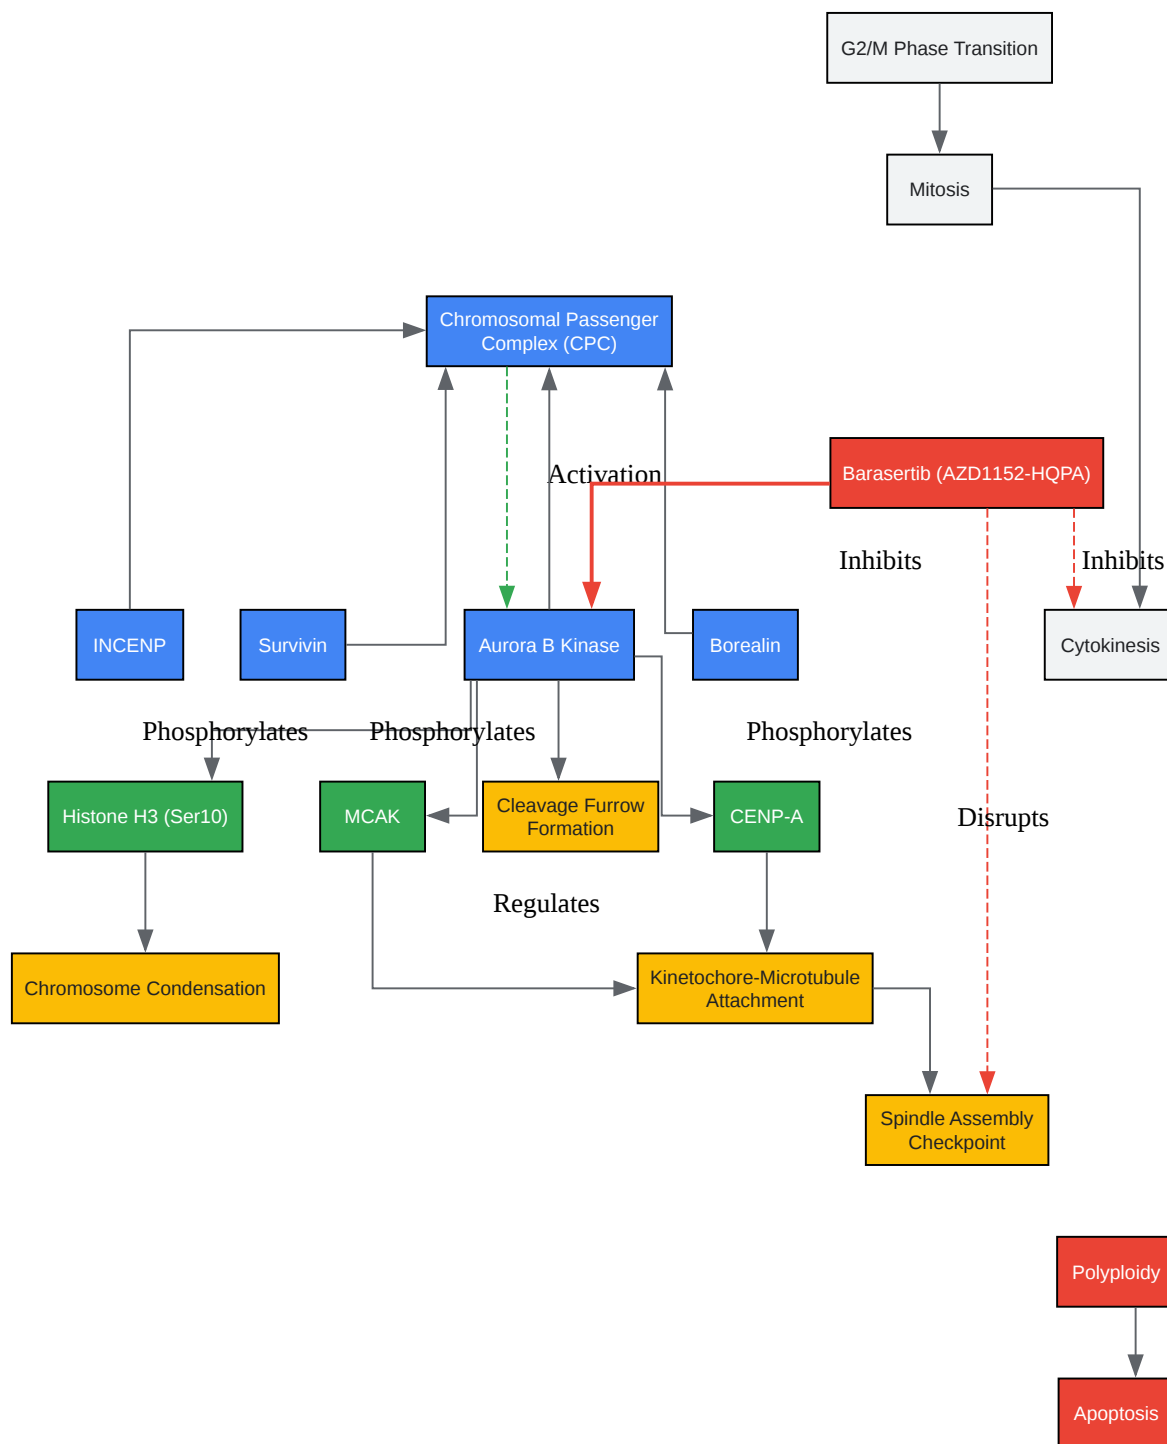 G2/M Phase Transition
Mitosis
Chromosomal Passenger
Complex (CPC)
Activation
Barasertib (AZD1152-HQPA)
Inhibits
Inhibits
INCENP
Survivin
Aurora B Kinase
Borealin
Cytokinesis
Phosphorylates
Phosphorylates
Phosphorylates
Histone H3 (Ser10)
MCAK
Cleavage Furrow
Formation
CENP-A
Disrupts
Regulates
Chromosome Condensation
Kinetochore-Microtubule
Attachment
Spindle Assembly
Checkpoint
Polyploidy
Apoptosis